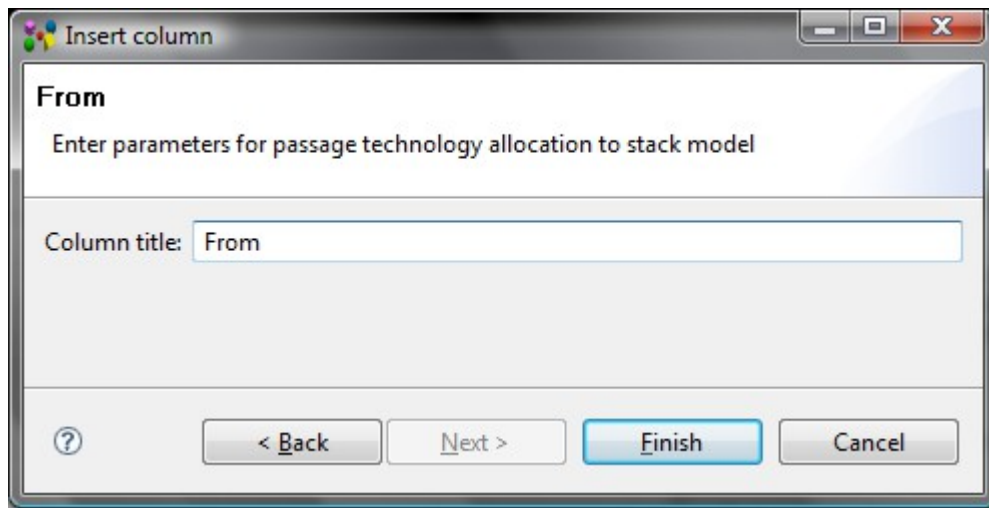 Insert column
From
Enter parameters for passage technology allocation to stack model
Column title: From
< Back Next > Finish Cancel